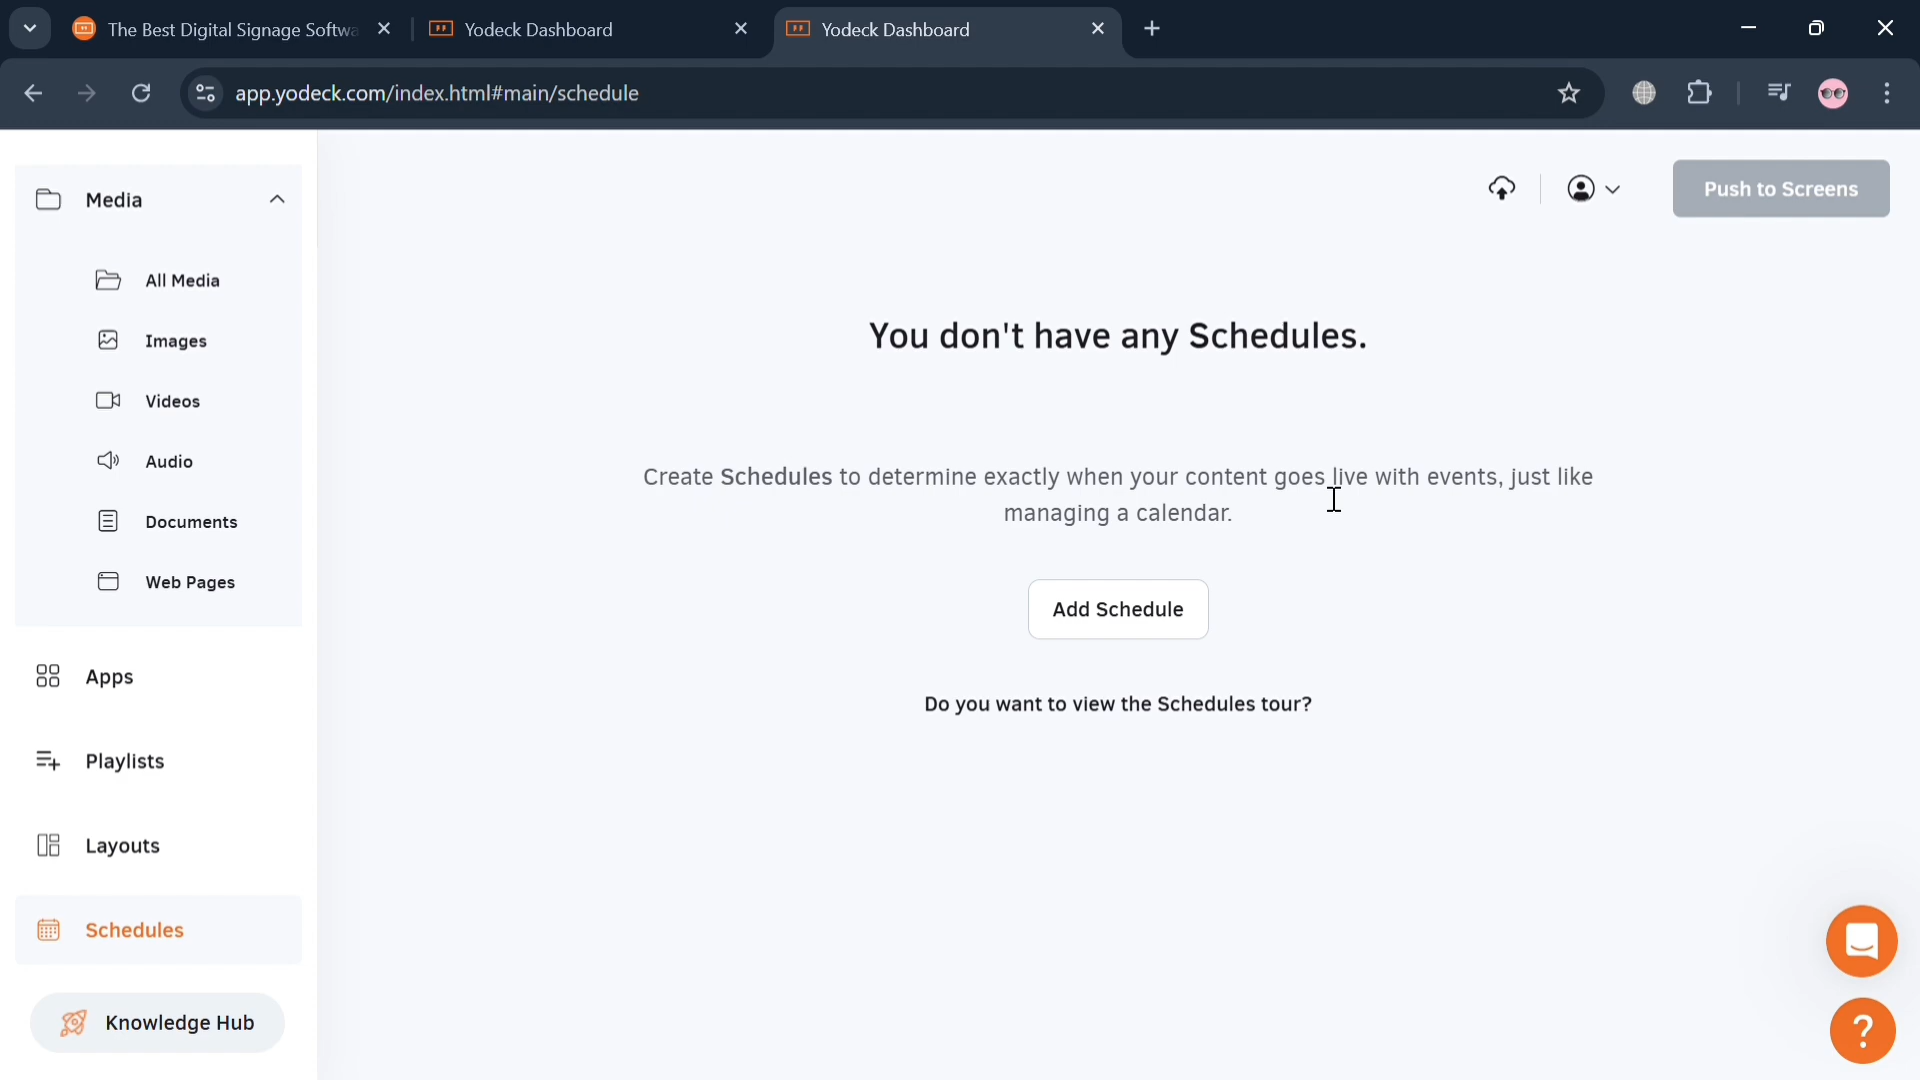 The Best Digital Signage Softwa
Yodeck Dashboard
Yodeck Dashboard
app.yodeck.com/index.html#main/schedule
Media
All Media
Images
Videos
Audio
Documents
Web Pages
Apps
Playlists
Layouts
Schedules
Knowledge Hub
Push to Screens
You don't have any Schedules.
Create Schedules to determine exactly when your content goes live with events, just like
managing a calendar.
Add Schedule
Do you want to view the Schedules tour?
?